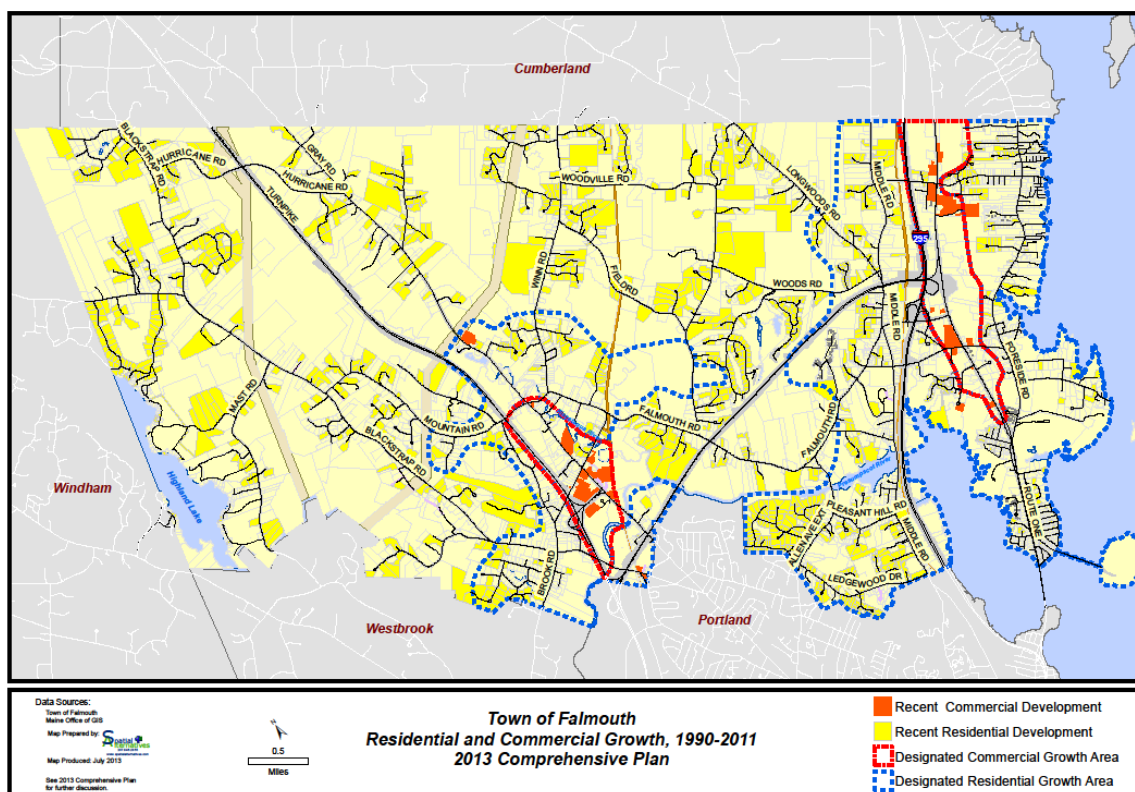 Cumberland
BLACKSTRAP RD
HURRICANE RD
GRAY RD
HURRICANE RD
TURNPIKE
WOODVILLE RD
LONGWOODS RD
MIDDLE RD
295
WINN RD
FIELD RD
WOODS RD
MIDDLE RD
FORESIDE RD
MAST RD
MOUNTAIN RD
BLACKSTRAP RD
FALMOUTH RD
FALMOUTH RD
Highland Lake
Windham
PLEASANT HILL RD
ALLEN AVE EXT
MIDDLE RD
ROUTE ONE
LEDGEWOOD DR
BROOK RD
Westbrook
Portland
Data Sources:
Town of Falmouth
Maine Office of GIS
Map Prepared by:
Spatial
Alternatives
Map Produced: July 2013
See 2013 Comprehensive Plan
for further discussion.
N
0.5
Miles
Town of Falmouth
Residential and Commercial Growth, 1990-2011
2013 Comprehensive Plan
Recent Commercial Development
Recent Residential Development
Designated Commercial Growth Area
Designated Residential Growth Area